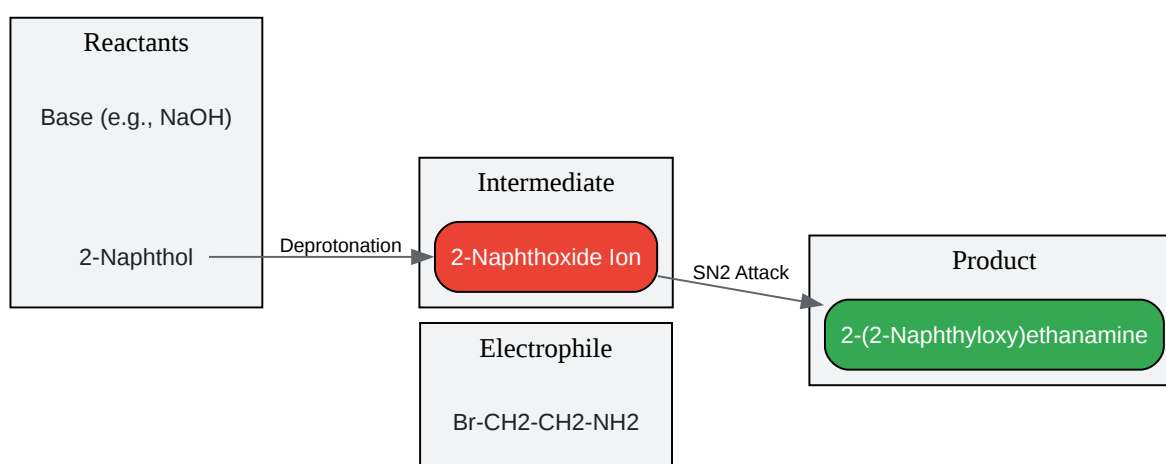 Reactants
Base (e.g., NaOH)
2-Naphthol
Deprotonation
Intermediate
2-Naphthoxide Ion
SN2 Attack
Product
2-(2-Naphthyloxy)ethanamine
Electrophile
Br-CH2-CH2-NH2